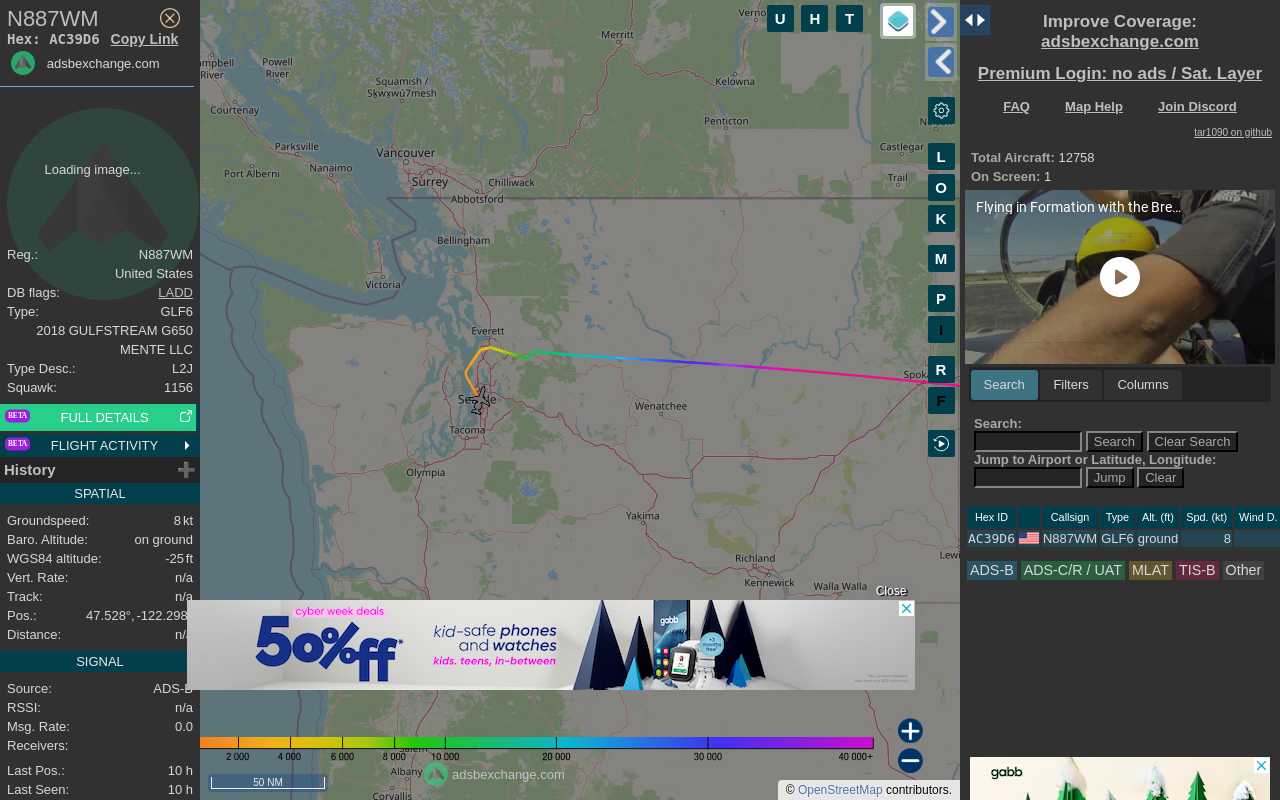 N887WM
Hex: AC39D6 Copy Link
adsbexchange.com
Loading image...
Reg.: N887WM
United States
DB flags: LADD
Type: GLF6
2018 GULFSTREAM G650
MENTE LLC
Type Desc.: L2J
Squawk: 1156
BETA FULL DETAILS
BETA FLIGHT ACTIVITY
History
SPATIAL
Groundspeed: 8 kt
Baro. Altitude: on ground
WGS84 altitude: -25 ft
Vert. Rate: n/a
Track: n/a
Pos.: 47.528°, -122.298
Distance: n/a
SIGNAL
Source: ADS-B
RSSI: n/a
Msg. Rate: 0.0
Receivers:
Last Pos.: 10 h
Last Seen: 10 h
Merritt
Campbell
River
Powell
River
Squamish /
Sḵwx̱wú7mesh
Kelowna
Courtenay
Penticton
Parksville
Vancouver
Nanaimo
Port Alberni
Surrey
Chilliwack
Abbotsford
Castlegar
Trail
Bellingham
Victoria
Everett
Wenatchee
Tacoma
Olympia
Yakima
Richland
Kennewick
Walla Walla
U H T
L
O
K
M
P
I
R
F
Close
cyber week deals
50% off*
kid-safe phones
and watches
kids. teens, in-between
gabb
+3
months
free*
2 000 4 000 6 000 8 000 10 000 20 000 30 000 40 000+
Albany
adsbexchange.com
50 NM
Corvallis
© OpenStreetMap contributors.
Improve Coverage:
adsbexchange.com
Premium Login: no ads / Sat. Layer
FAQ Map Help Join Discord
tar1090 on github
Total Aircraft: 12758
On Screen: 1
Flying in Formation with the Bre...
Search Filters Columns
Search:
Search Clear Search
Jump to Airport or Latitude, Longitude:
Jump Clear
Hex ID Callsign Type Alt. (ft) Spd. (kt) Wind D.
AC39D6 N887WM GLF6 ground 8
ADS-B ADS-C/R / UAT MLAT TIS-B Other
gabb